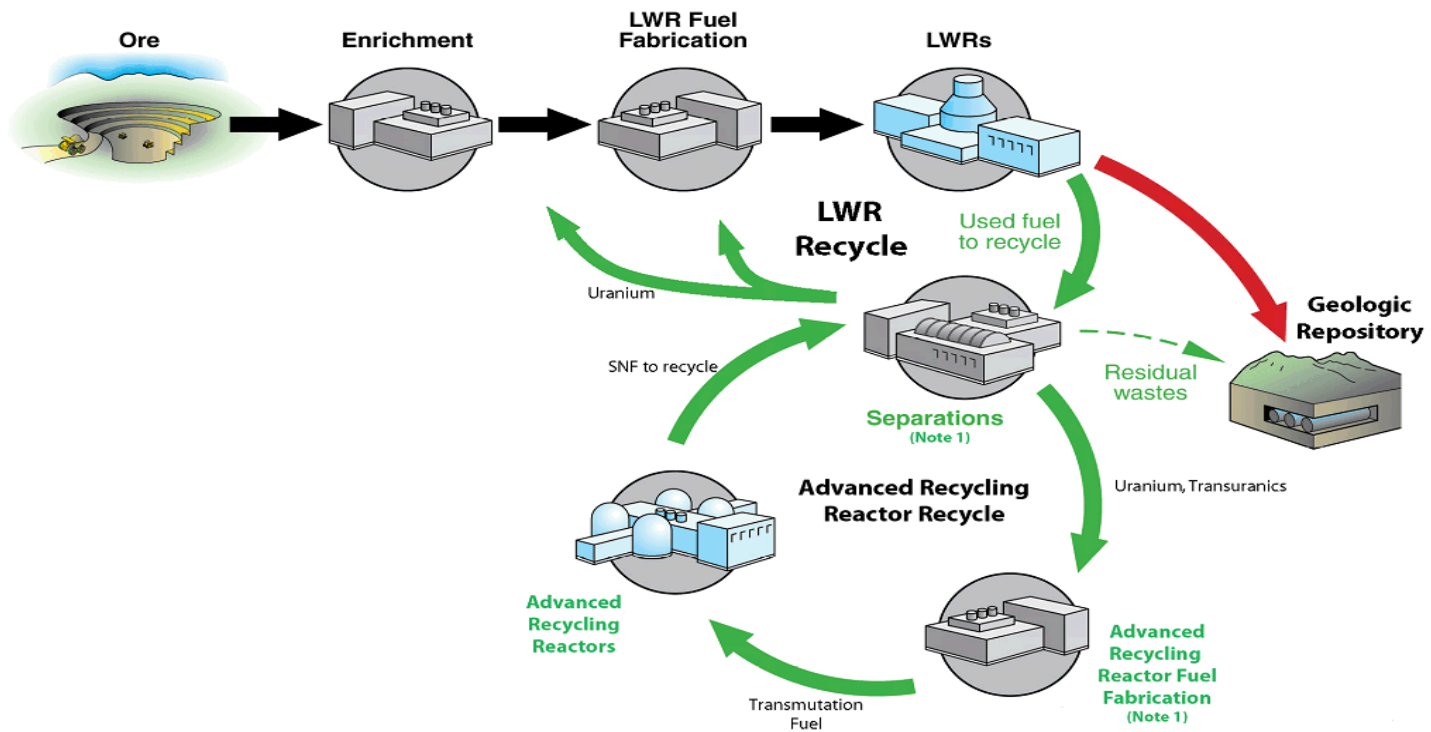 Ore
Enrichment
LWR Fuel
Fabrication
LWRs
LWR
Recycle
Used fuel
to recycle
Uranium
Geologic
Repository
SNF to recycle
Residual
wastes
Separations
(Note 1)
Advanced Recycling
Reactor Recycle
Uranium, Transuranics
Advanced
Recycling
Reactors
Advanced
Recycling
Reactor Fuel
Fabrication
(Note 1)
Transmutation
Fuel